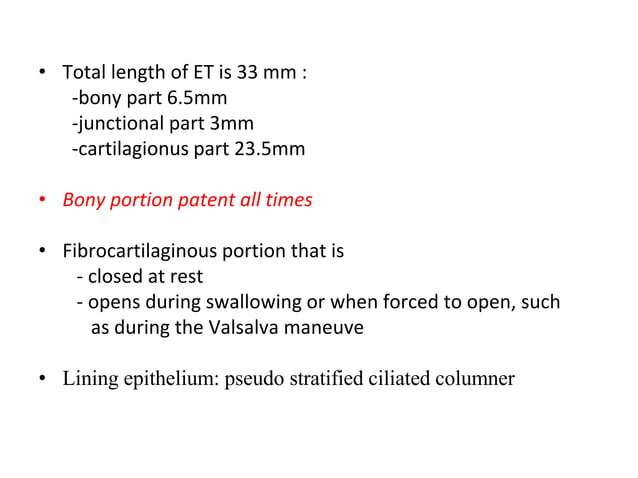 • Total length of ET is 33 mm :
-bony part 6.5mm
-junctional part 3mm
-cartilagionus part 23.5mm
• Bony portion patent all times
• Fibrocartilaginous portion that is
- closed at rest
- opens during swallowing or when forced to open, such
as during the Valsalva maneuve
• Lining epithelium: pseudo stratified ciliated columner